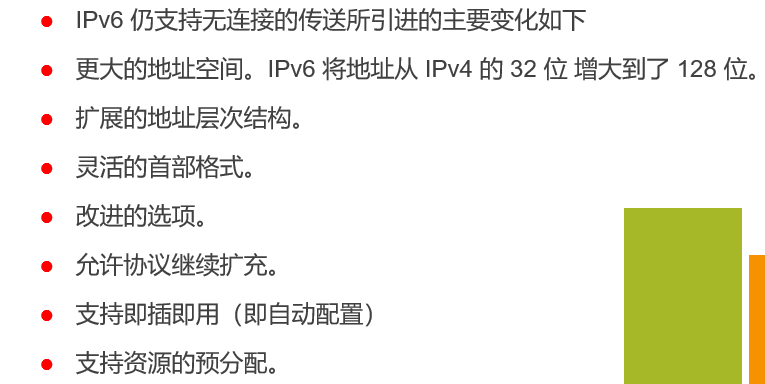 IPv6 仍支持无连接的传送所引进的主要变化如下
更大的地址空间。IPv6 将地址从 IPv4 的 32 位 增大到了 128 位。
扩展的地址层次结构。
灵活的首部格式。
改进的选项。
允许协议继续扩充。
支持即插即用（即自动配置）
支持资源的预分配。